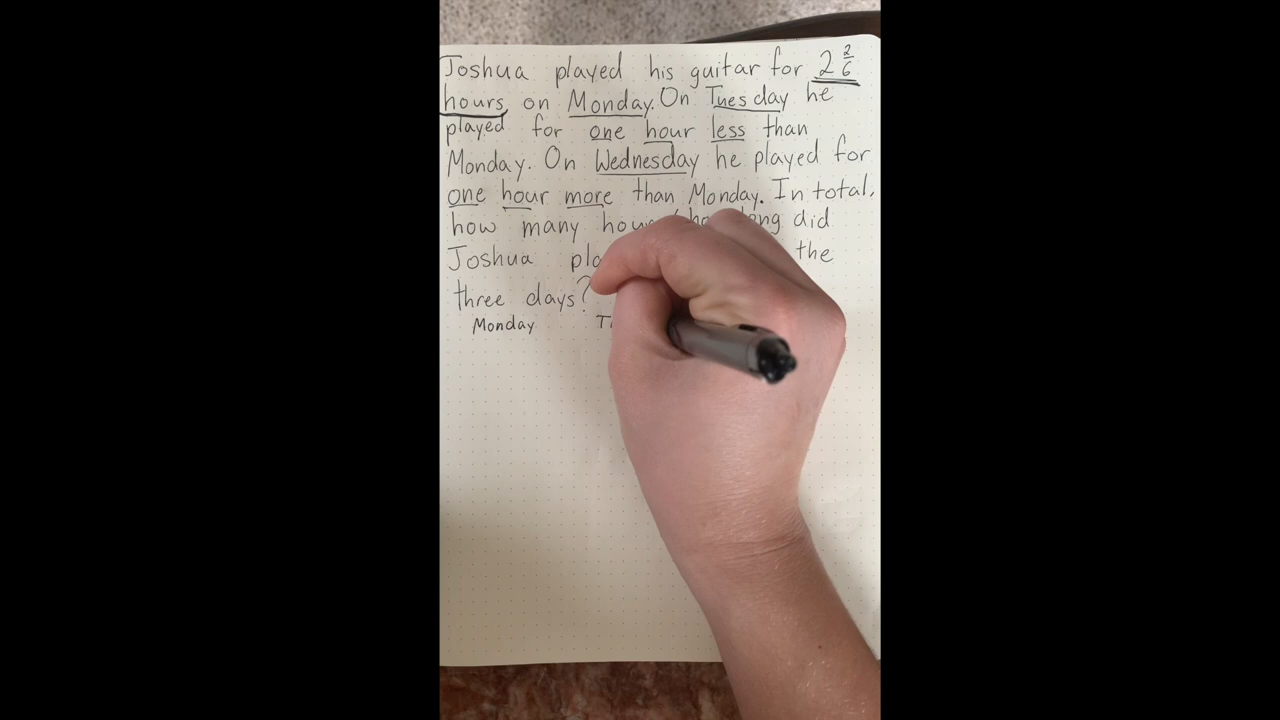 Joshua played his guitar for 2 2/6
hours on Monday. On Tuesday he
played for one hour less than
Monday. On Wednesday he played for
one hour more than Monday. In total,
how many did
Joshua the
three days?
Monday